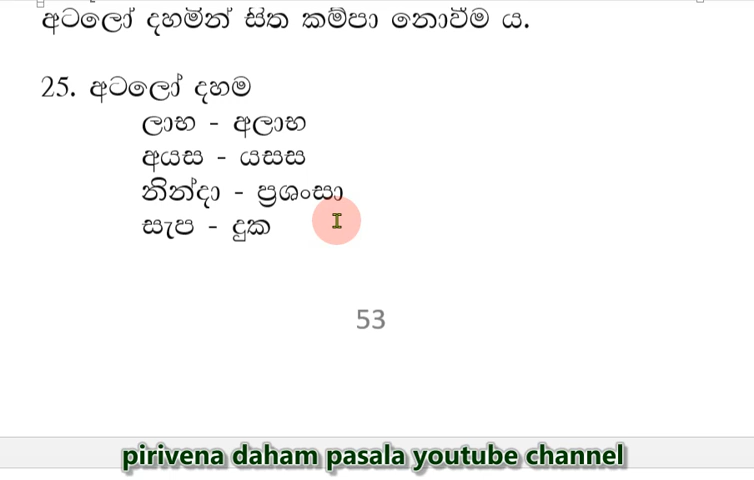 අටලෝ දහමින් සිත කම්පා නොවීම ය.
25. අටලෝ දහම
ලාභ - අලාභ
අයස - යසස
නින්දා - ප්‍රශංසා
සැප - දුක
53
pirivena daham pasala youtube channel